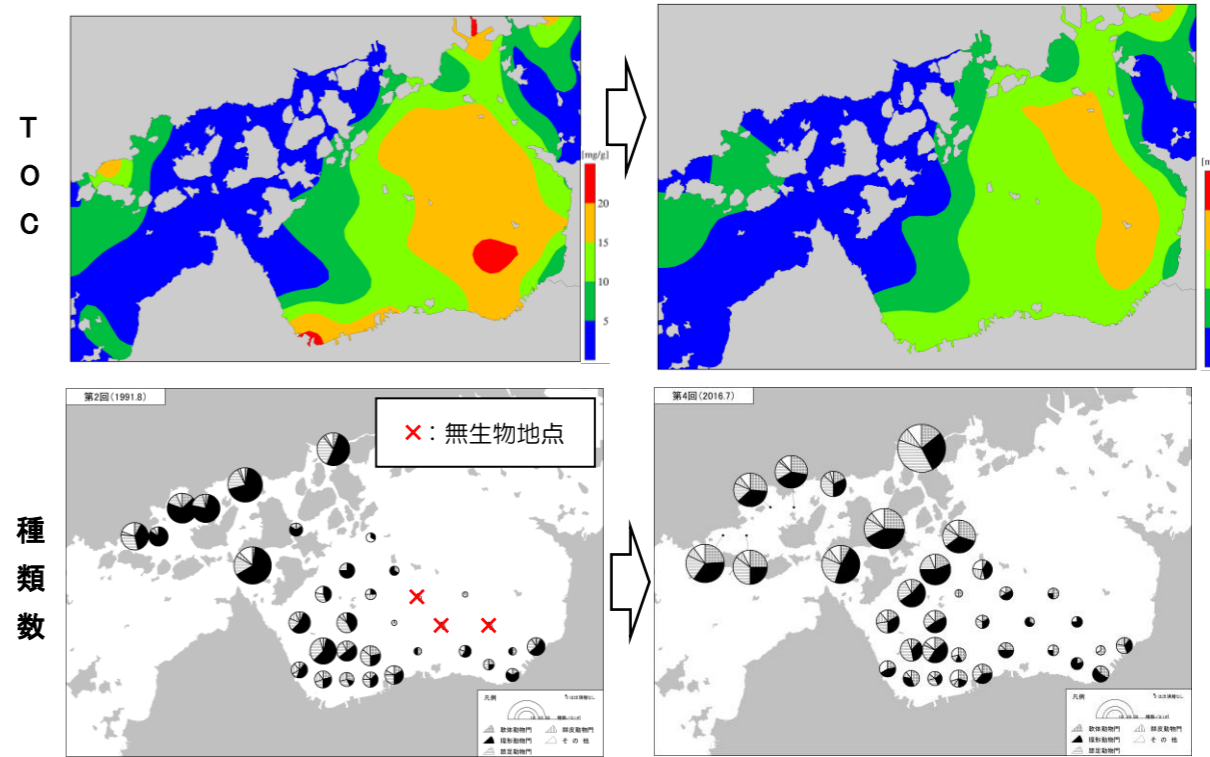 TOC
[mg/g]
20
15
10
5
種類数
第2回(1991.8)
×:無生物地点
凡例
軟体動物門
環形動物門
節足動物門
棘皮動物門
その他
第4回(2016.7)
凡例
軟体動物門
環形動物門
節足動物門
棘皮動物門
その他